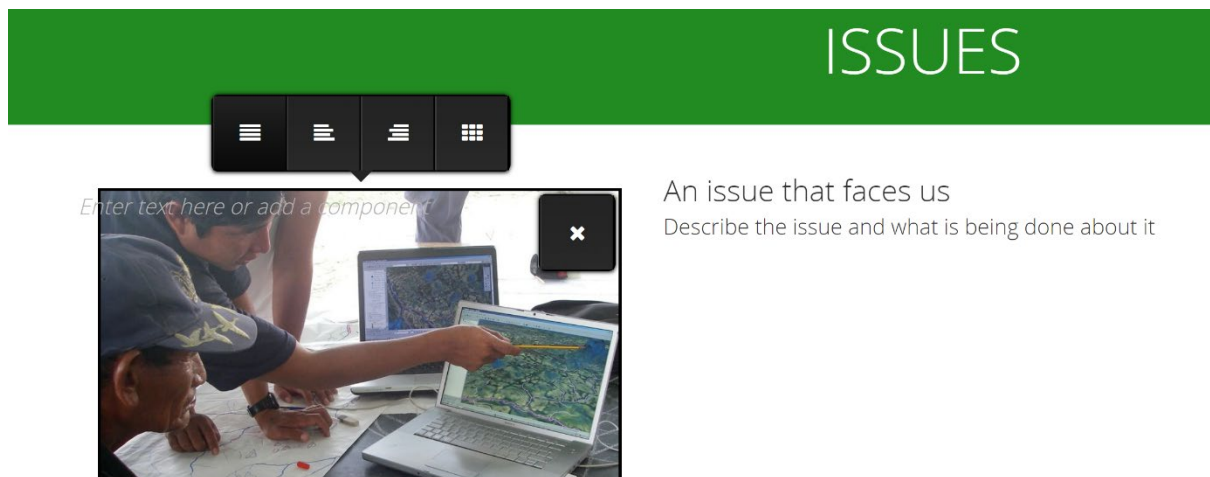 ISSUES
Enter text here or add a component
An issue that faces us
Describe the issue and what is being done about it